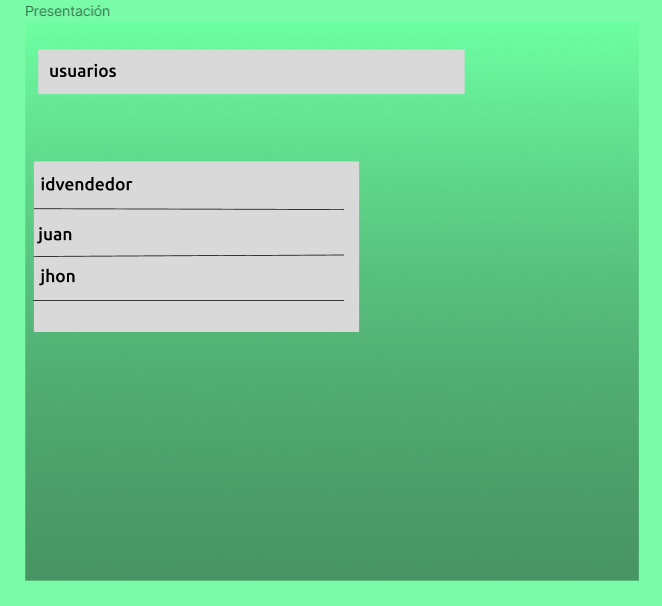 Presentación
usuarios
idvendedor
juan
jhon